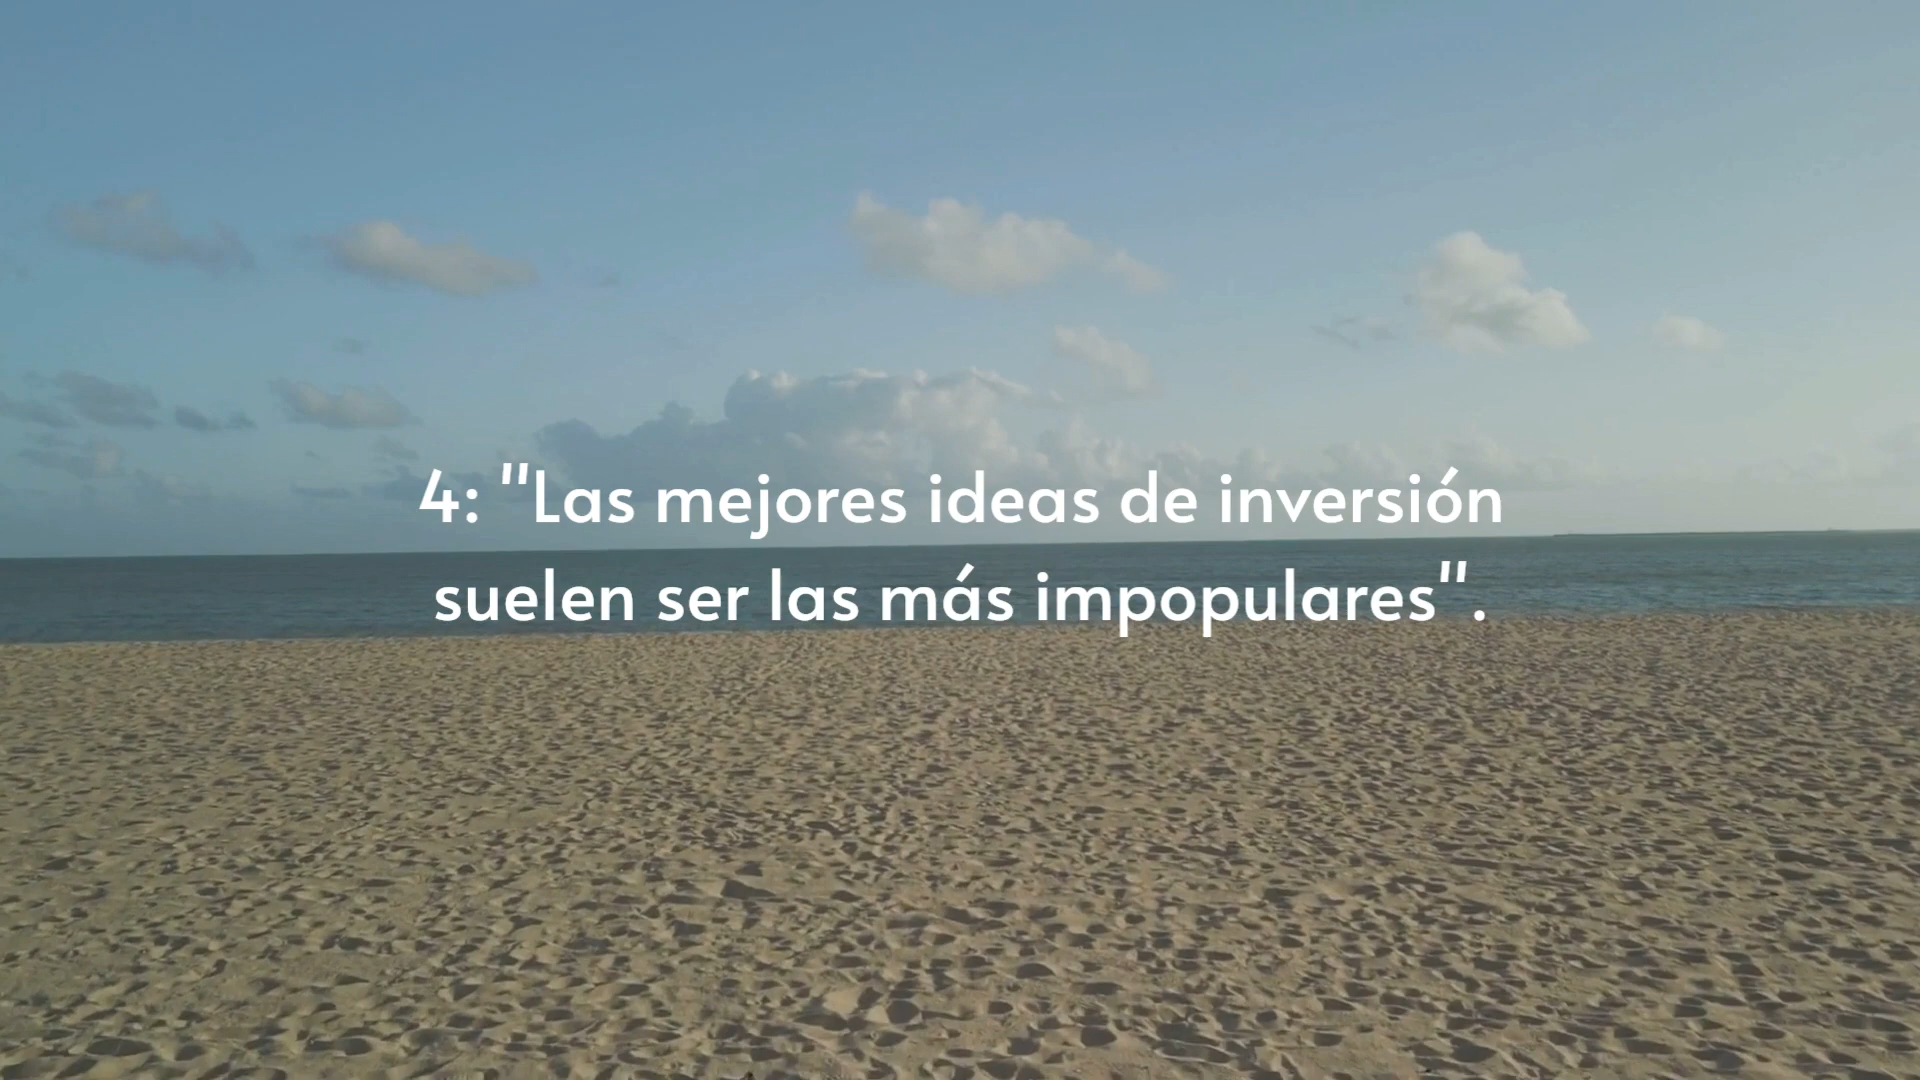 4: "Las mejores ideas de inversión
suelen ser las más impopulares".